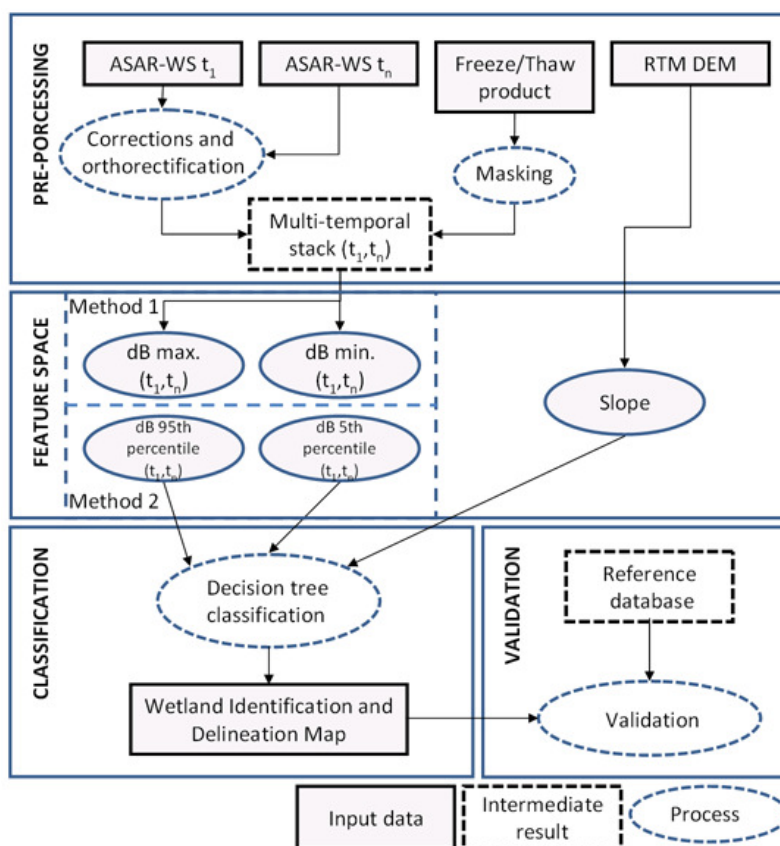 PRE-PORCESSING
ASAR-WS t1
ASAR-WS tn
Freeze/Thaw
product
RTM DEM
Corrections and
orthorectification
Masking
Multi-temporal
stack (t1,tn)
FEATURE SPACE
Method 1
dB max.
(t1,tn)
dB min.
(t1,tn)
Slope
dB 95th
percentile
(t1,tn)
dB 5th
percentile
(t1,tn)
Method 2
CLASSIFICATION
Decision tree
classification
Wetland Identification and
Delineation Map
VALIDATION
Reference
database
Validation
Input data
Intermediate
result
Process